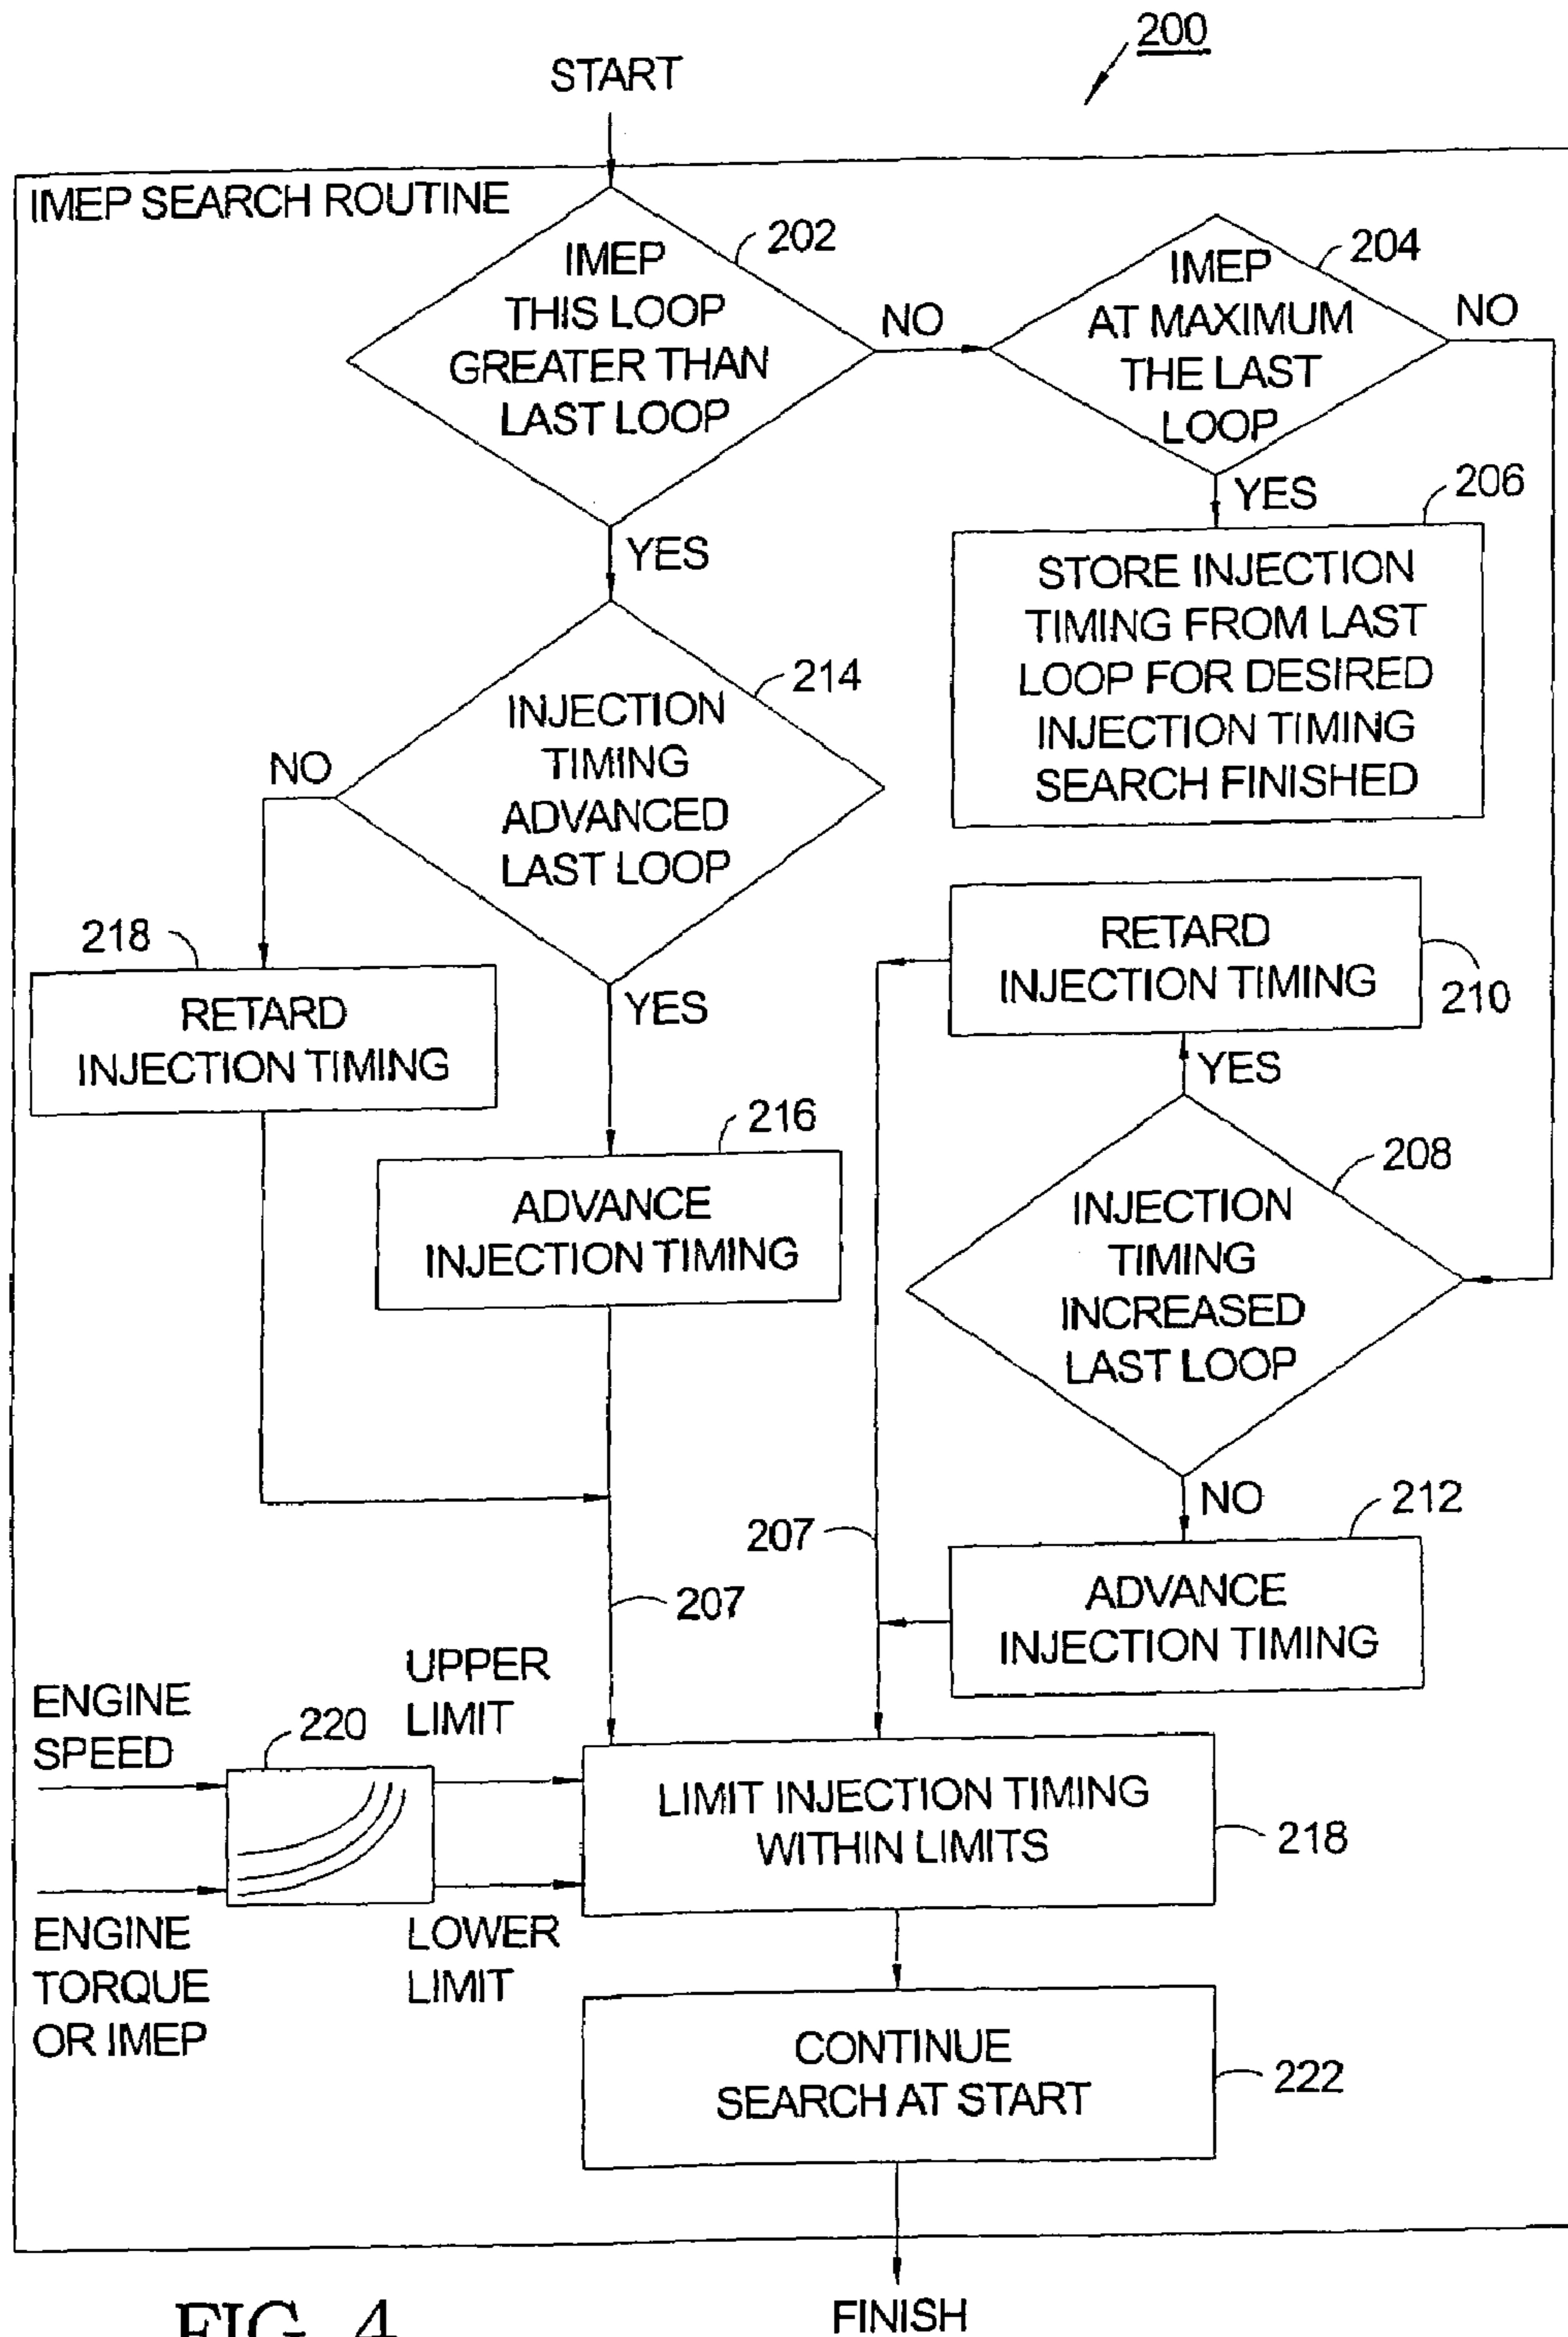 200
START
IMEP SEARCH ROUTINE
IMEP
THIS LOOP
GREATER THAN
LAST LOOP
202
NO
YES
IMEP
AT MAXIMUM
THE LAST
LOOP
204
NO
YES
206
STORE INJECTION
TIMING FROM LAST
LOOP FOR DESIRED
INJECTION TIMING
SEARCH FINISHED
INJECTION
TIMING
ADVANCED
LAST LOOP
214
NO
YES
218
RETARD
INJECTION TIMING
216
ADVANCE
INJECTION TIMING
RETARD
INJECTION TIMING
210
YES
INJECTION
TIMING
INCREASED
LAST LOOP
208
NO
212
ADVANCE
INJECTION TIMING
207
207
ENGINE
SPEED
220
UPPER
LIMIT
ENGINE
TORQUE
OR IMEP
LOWER
LIMIT
LIMIT INJECTION TIMING
WITHIN LIMITS
218
CONTINUE
SEARCH AT START
222
FINISH
FIG. 4